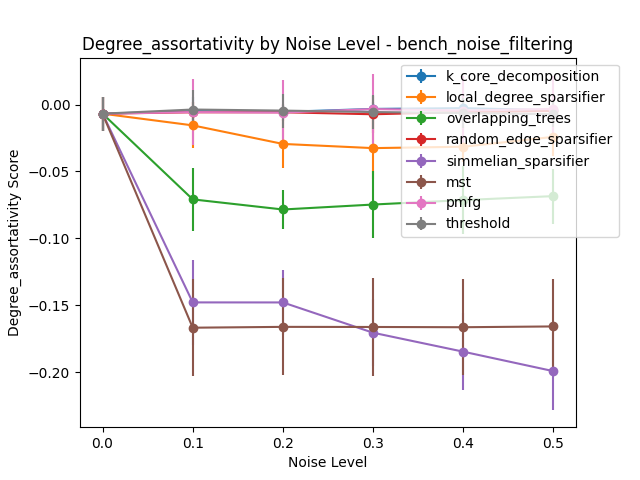 Degree_assortativity by Noise Level - bench_noise_filtering
Degree_assortativity Score
0.00
−0.05
−0.10
−0.15
−0.20
k_core_decomposition
local_degree_sparsifier
overlapping_trees
random_edge_sparsifier
simmelian_sparsifier
mst
pmfg
threshold
0.0 0.1 0.2 0.3 0.4 0.5
Noise Level